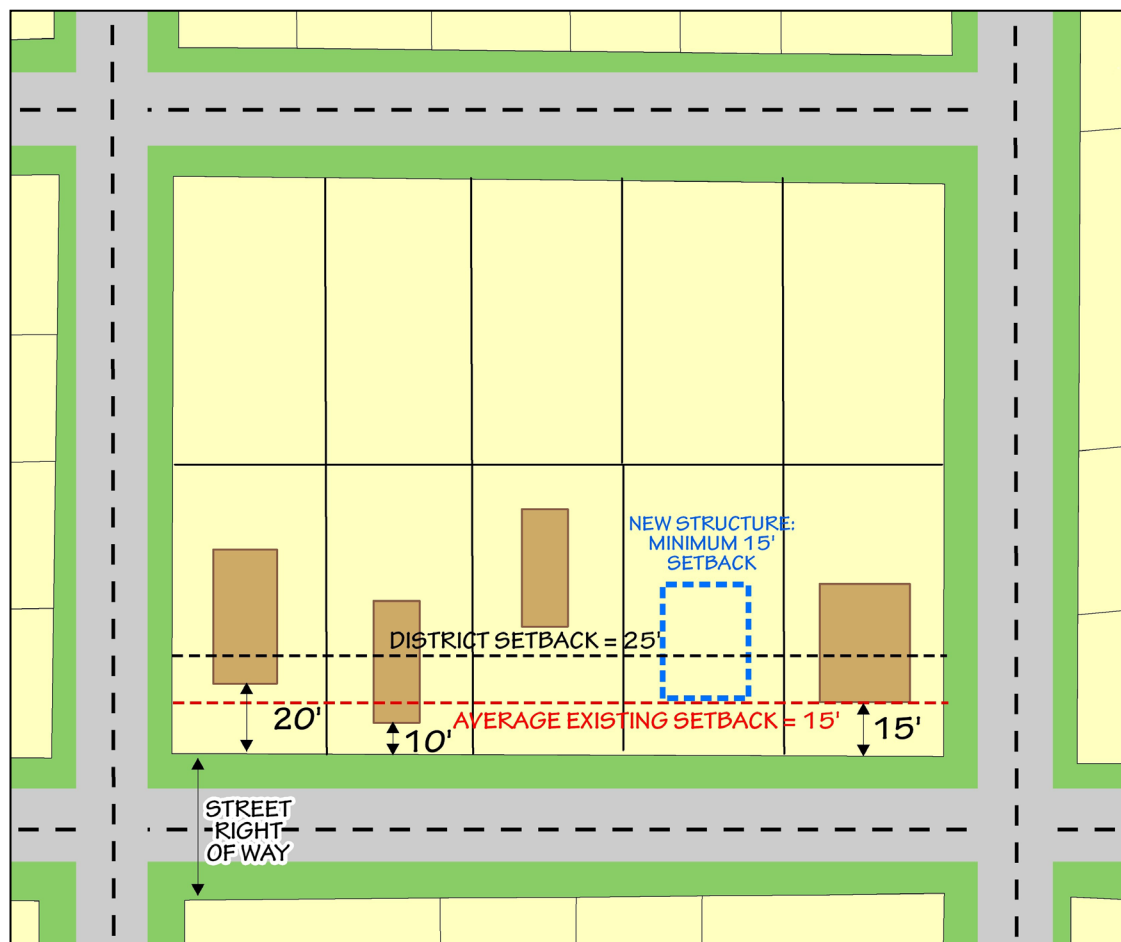 NEW STRUCTURE:
MINIMUM 15'
SETBACK
DISTRICT SETBACK = 25'
20'
10'
AVERAGE EXISTING SETBACK = 15'
15'
STREET
RIGHT
OF WAY